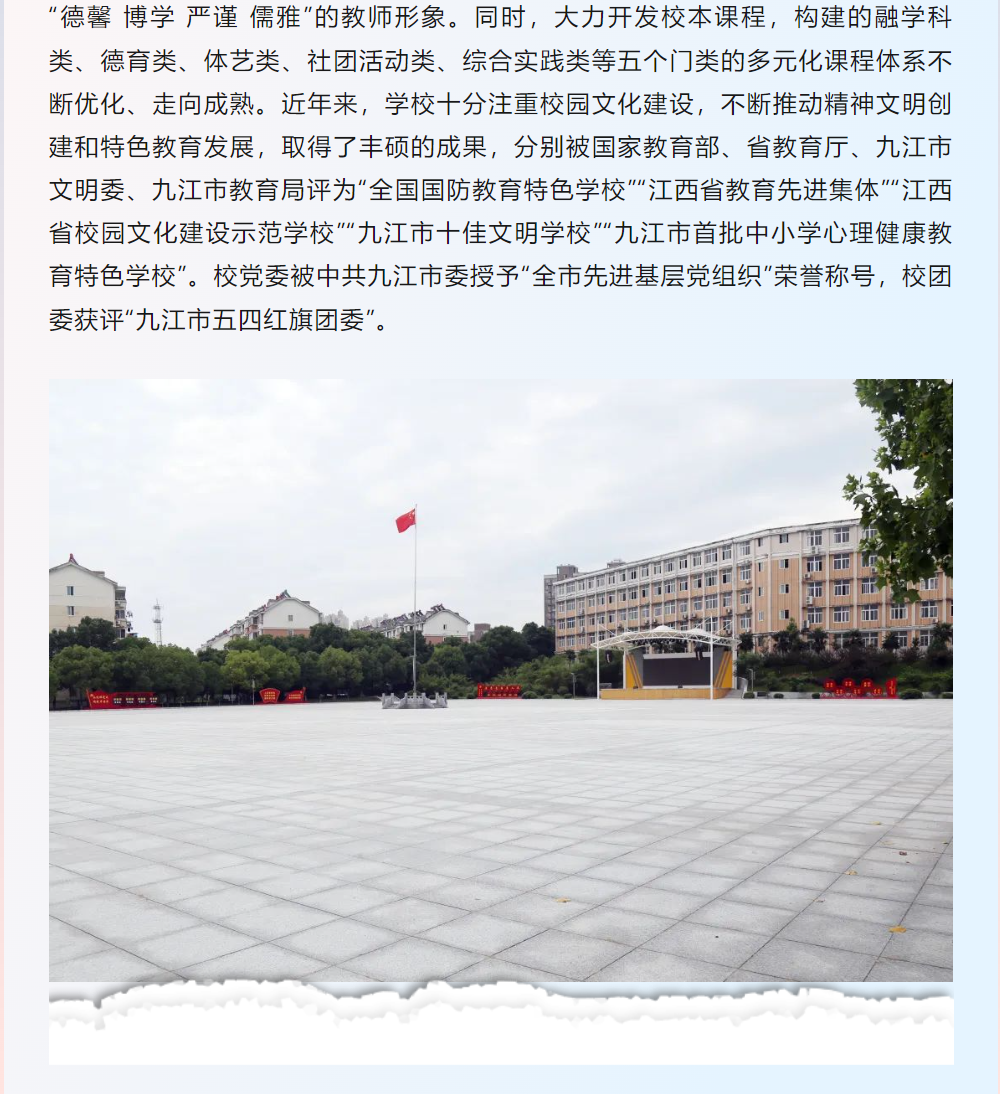 “德馨 博学 严谨 儒雅”的教师形象。同时，大力开发校本课程，构建的融学科
类、德育类、体艺类、社团活动类、综合实践类等五个门类的多元化课程体系不
断优化、走向成熟。近年来，学校十分注重校园文化建设，不断推动精神文明创
建和特色教育发展，取得了丰硕的成果，分别被国家教育部、省教育厅、九江市
文明委、九江市教育局评为“全国国防教育特色学校”“江西省教育先进集体”“江西
省校园文化建设示范学校”“九江市十佳文明学校”“九江市首批中小学心理健康教
育特色学校”。校党委被中共九江市委授予“全市先进基层党组织”荣誉称号，校团
委获评“九江市五四红旗团委”。